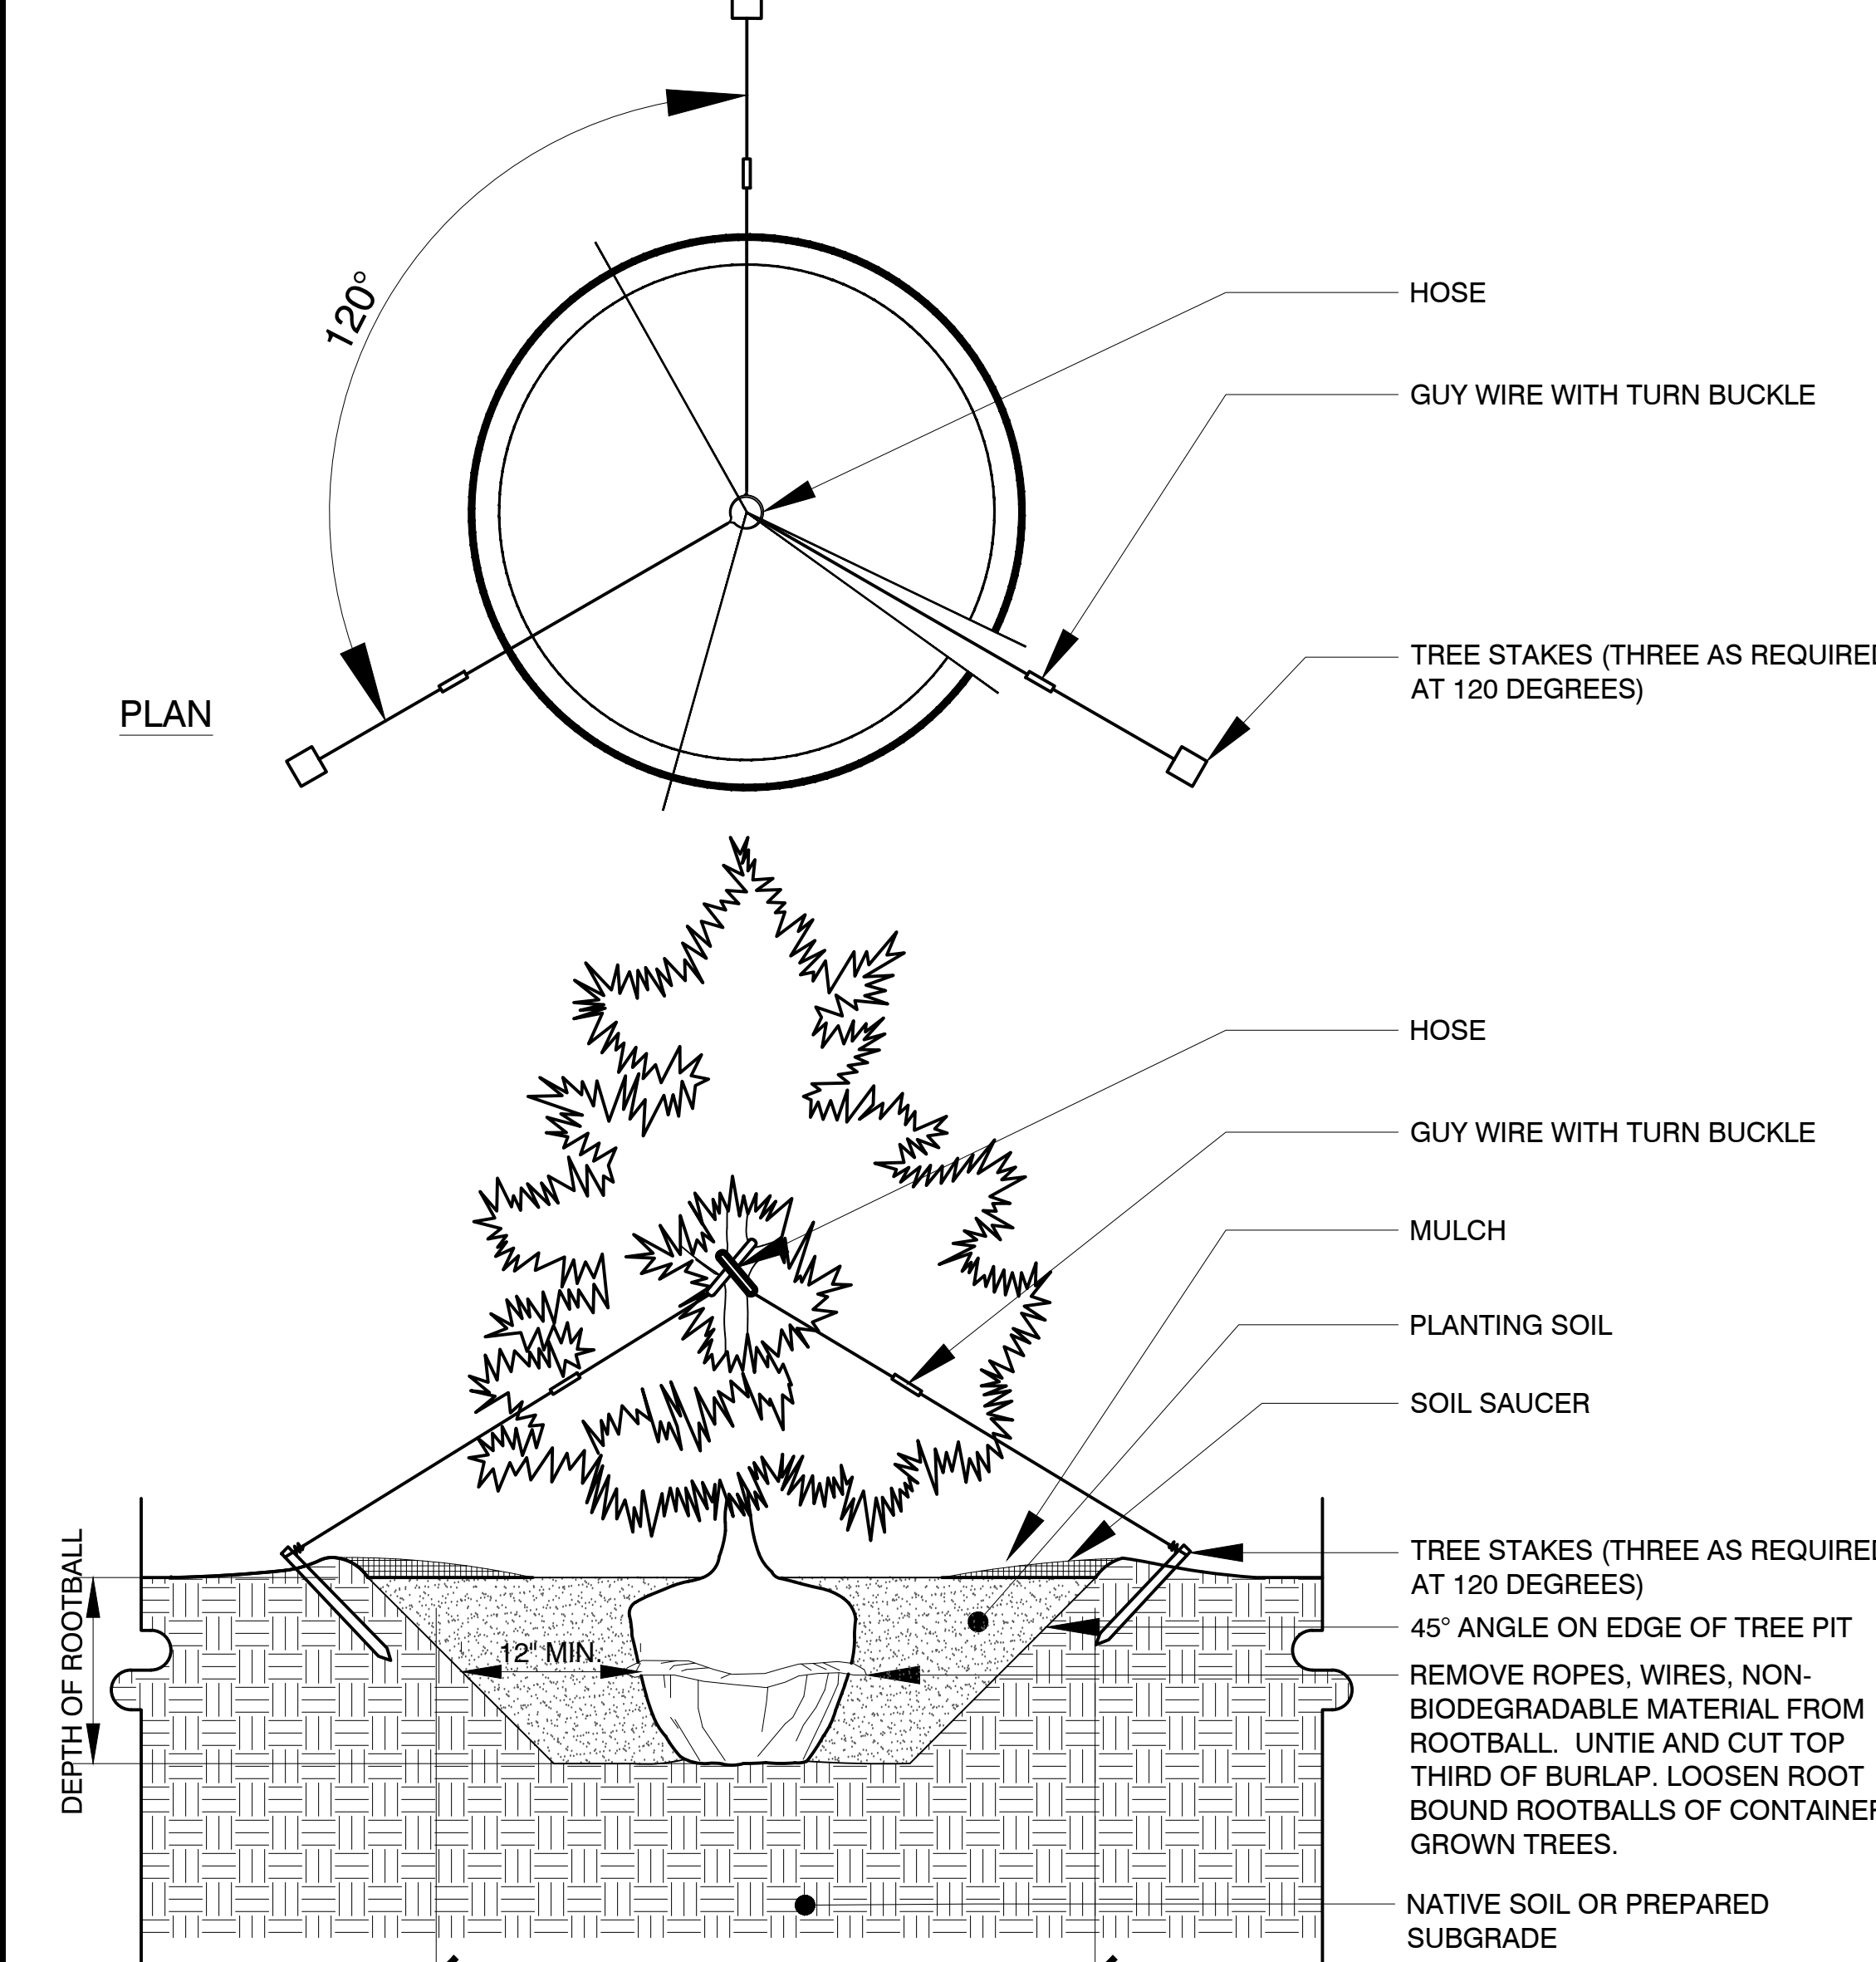 120°
HOSE
GUY WIRE WITH TURN BUCKLE
TREE STAKES (THREE AS REQUIRED
AT 120 DEGREES)
PLAN
HOSE
GUY WIRE WITH TURN BUCKLE
MULCH
PLANTING SOIL
SOIL SAUCER
TREE STAKES (THREE AS REQUIRED
AT 120 DEGREES)
45° ANGLE ON EDGE OF TREE PIT
REMOVE ROPES, WIRES, NON-
BIODEGRADABLE MATERIAL FROM
ROOTBALL. UNTIE AND CUT TOP
THIRD OF BURLAP. LOOSEN ROOT
BOUND ROOTBALLS OF CONTAINER
GROWN TREES.
NATIVE SOIL OR PREPARED
SUBGRADE
DEPTH OF ROOTBALL
12" MIN.